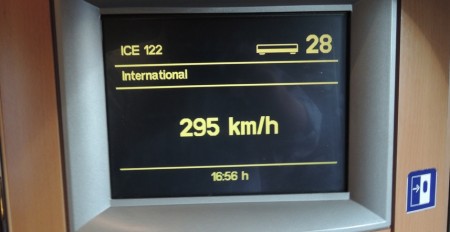 ICE 122 28
International
295 km/h
16:56 h